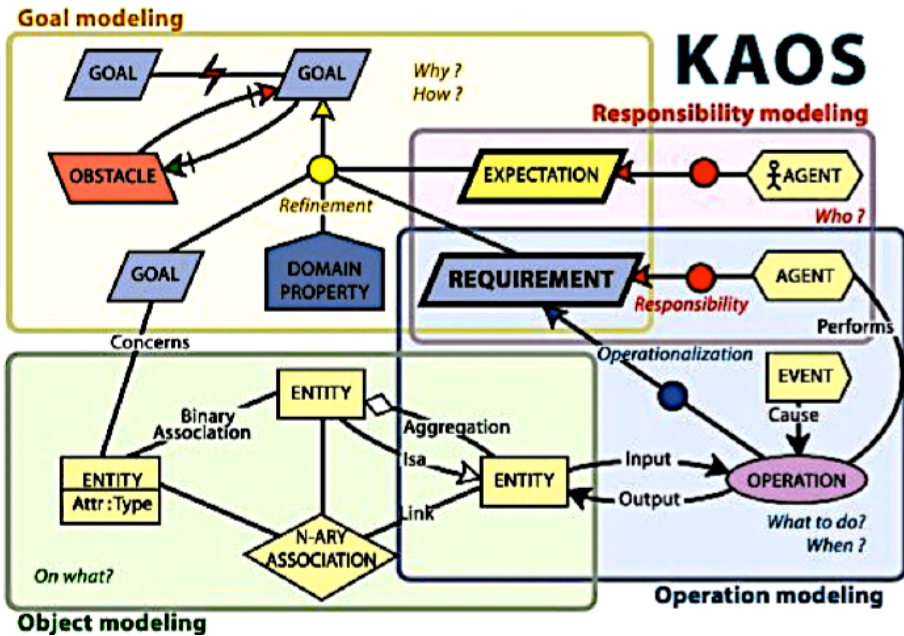 Goal modeling
KAOS
GOAL
GOAL
Why ?
How ?
Responsibility modeling
OBSTACLE
EXPECTATION
AGENT
Refinement
Who ?
GOAL
DOMAIN
PROPERTY
REQUIREMENT
AGENT
Responsibility
Performs
Concerns
Operationalization
EVENT
ENTITY
Cause
Binary
Association
Aggregation
Isa
Input
ENTITY
Attr : Type
ENTITY
OPERATION
Output
Link
N-ARY
ASSOCIATION
What to do?
When ?
On what?
Operation modeling
Object modeling